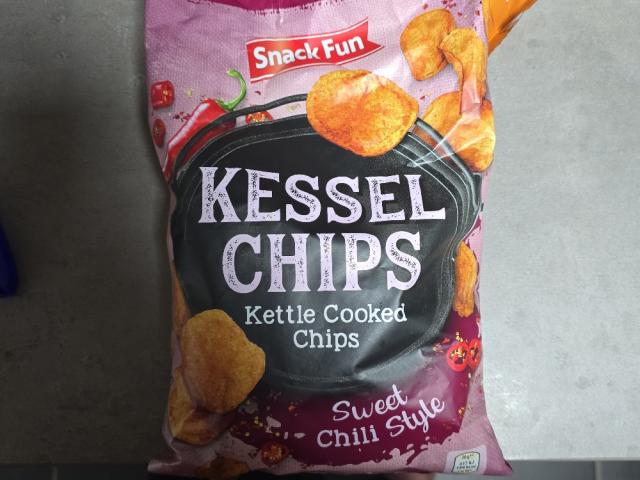 Snack Fun
KESSEL
CHIPS
Kettle Cooked
Chips
Sweet
Chili Style